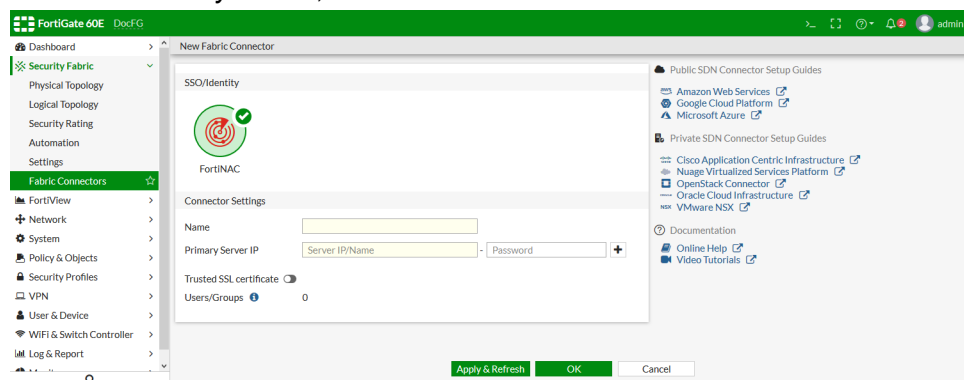 FortiGate 60E DocFG
>_
2
admin
Dashboard
Security Fabric
Physical Topology
Logical Topology
Security Rating
Automation
Settings
Fabric Connectors
FortiView
Network
System
Policy & Objects
Security Profiles
VPN
User & Device
WiFi & Switch Controller
Log & Report
New Fabric Connector
SSO/Identity
FortiNAC
Connector Settings
Name
Primary Server IP Server IP/Name - Password +
Trusted SSL certificate
Users/Groups 0
Apply & Refresh OK Cancel
Public SDN Connector Setup Guides
aws Amazon Web Services
Google Cloud Platform
Microsoft Azure
Private SDN Connector Setup Guides
Cisco Application Centric Infrastructure
Nuage Virtualized Services Platform
OpenStack Connector
Oracle Cloud Infrastructure
NSX VMware NSX
Documentation
Online Help
Video Tutorials